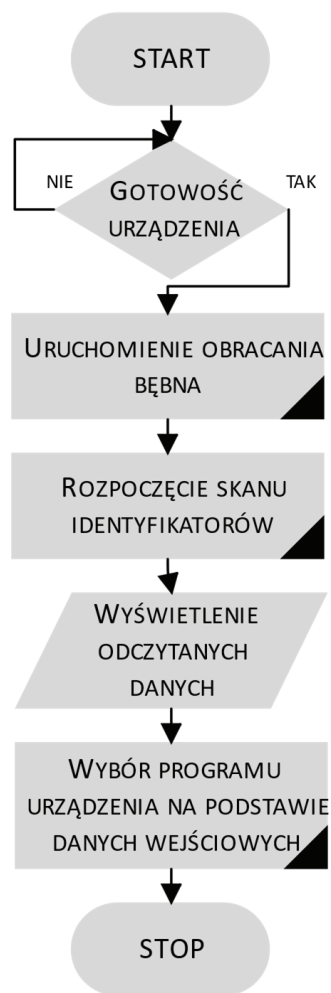 START
NIE
TAK
GOTOWOŚĆ
URZĄDZENIA
URUCHOMIENIE OBRACANIA
BĘBNA
ROZPOCZĘCIE SKANU
IDENTYFIKATORÓW
WYŚWIETLENIE
ODCZYTANYCH
DANYCH
WYBÓR PROGRAMU
URZĄDZENIA NA PODSTAWIE
DANYCH WEJŚCIOWYCH
STOP